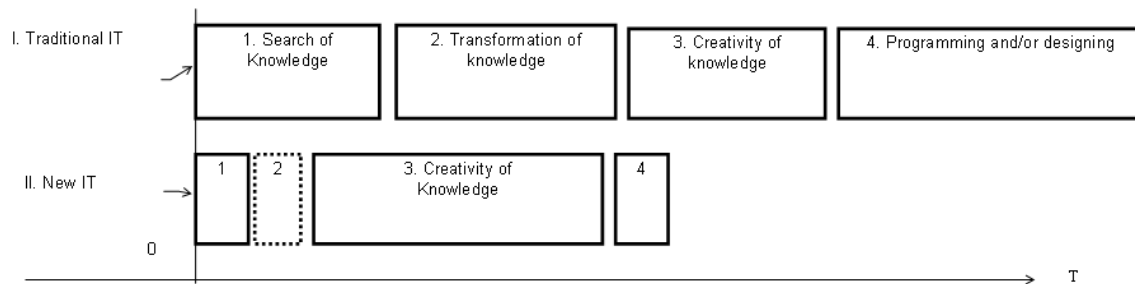 I. Traditional IT
1. Search of
Knowledge
2. Transformation of
knowledge
3. Creativity of
knowledge
4. Programming and/or designing
II. New IT
1
2
3. Creativity of
Knowledge
4
0
T